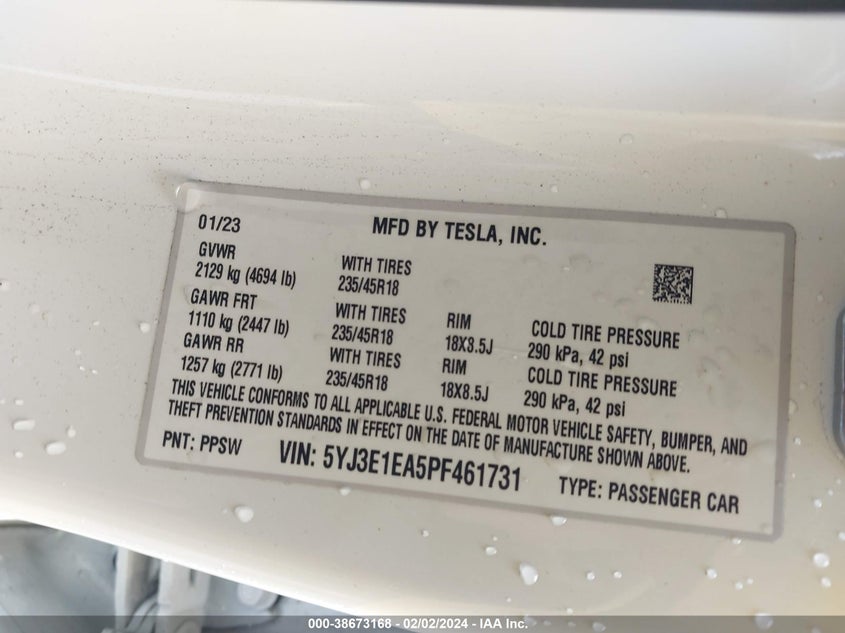 01/23 MFD BY TESLA, INC.
GVWR
2129 kg (4694 lb) WITH TIRES
235/45R18
GAWR FRT
1110 kg (2447 lb) WITH TIRES
235/45R18 RIM
18X8.5J COLD TIRE PRESSURE
290 kPa, 42 psi
GAWR RR
1257 kg (2771 lb) WITH TIRES
235/45R18 RIM
18X8.5J COLD TIRE PRESSURE
290 kPa, 42 psi
THIS VEHICLE CONFORMS TO ALL APPLICABLE U.S. FEDERAL MOTOR VEHICLE SAFETY, BUMPER, AND
THEFT PREVENTION STANDARDS IN EFFECT ON THE DATE OF MANUFACTURE SHOWN ABOVE.
PNT: PPSW VIN: 5YJ3E1EA5PF461731 TYPE: PASSENGER CAR
000-38673168 - 02/02/2024 - IAA Inc.